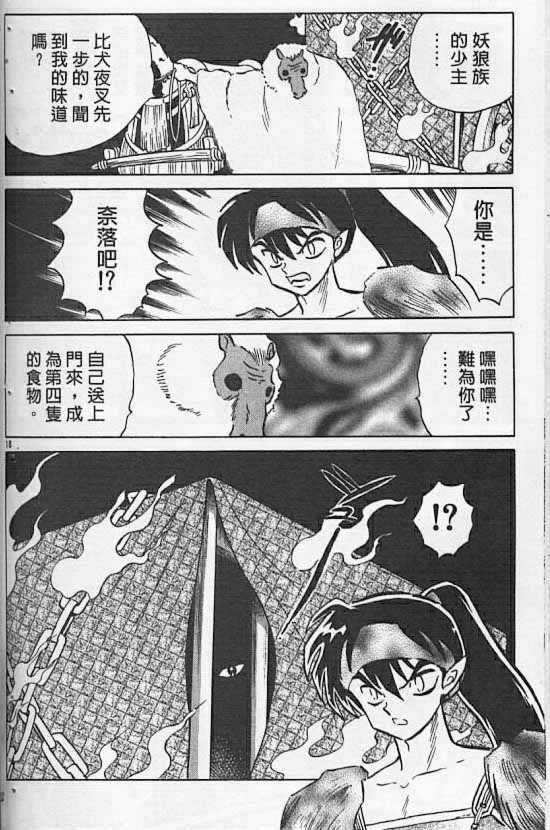 妖狼族
的少主
……
比犬夜叉先
一步的，聞
到我的味道
嗎？
你是……
奈落吧!?
嘿嘿嘿…
難為你了
……
自己送上
門來，成
為第四隻
的食物。
18
!?